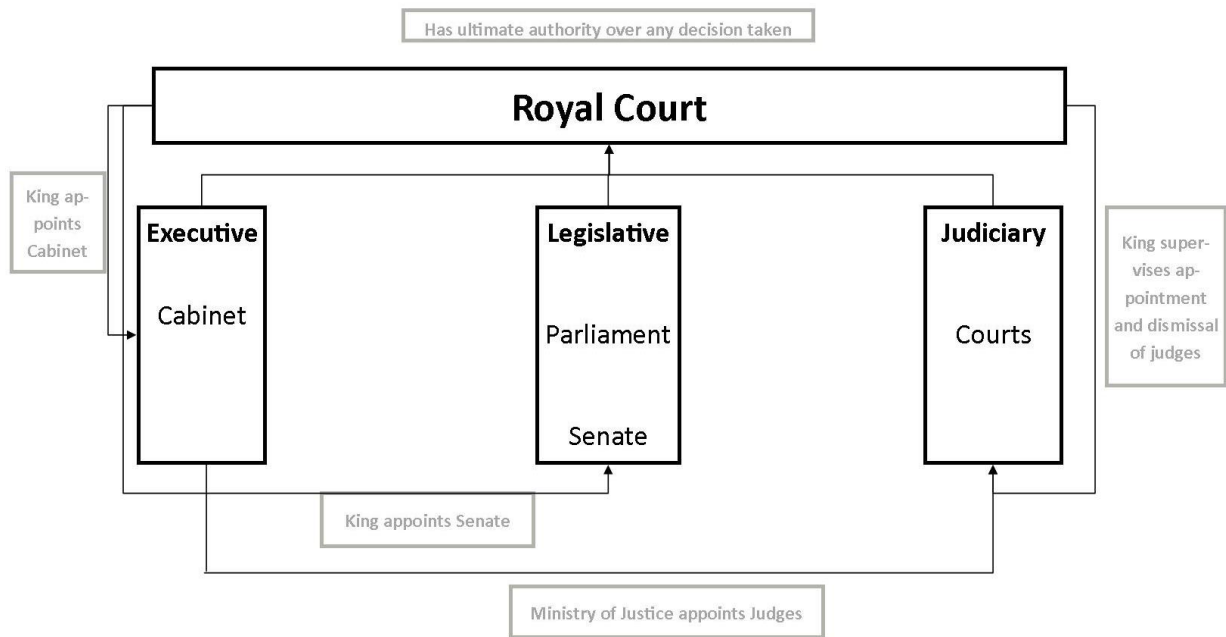 Has ultimate authority over any decision taken
Royal Court
King ap-
points
Cabinet
Executive
Cabinet
Legislative
Parliament
Senate
Judiciary
Courts
King super-
vises ap-
pointment
and dismissal
of judges
King appoints Senate
Ministry of Justice appoints Judges